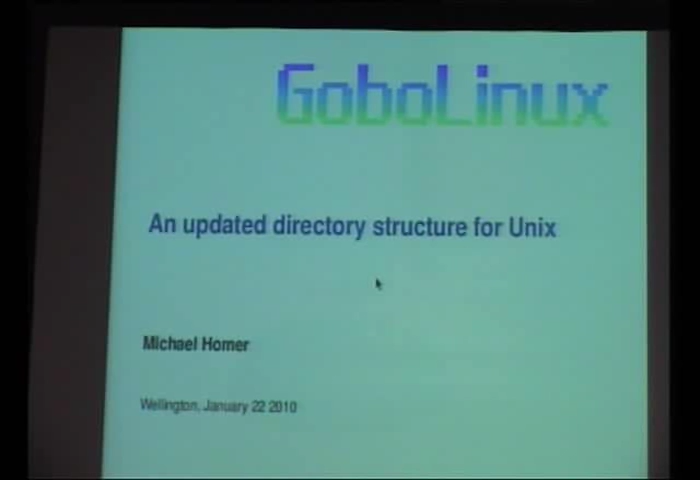 GoboLinux
An updated directory structure for Unix
Michael Homer
Wellington, January 22 2010